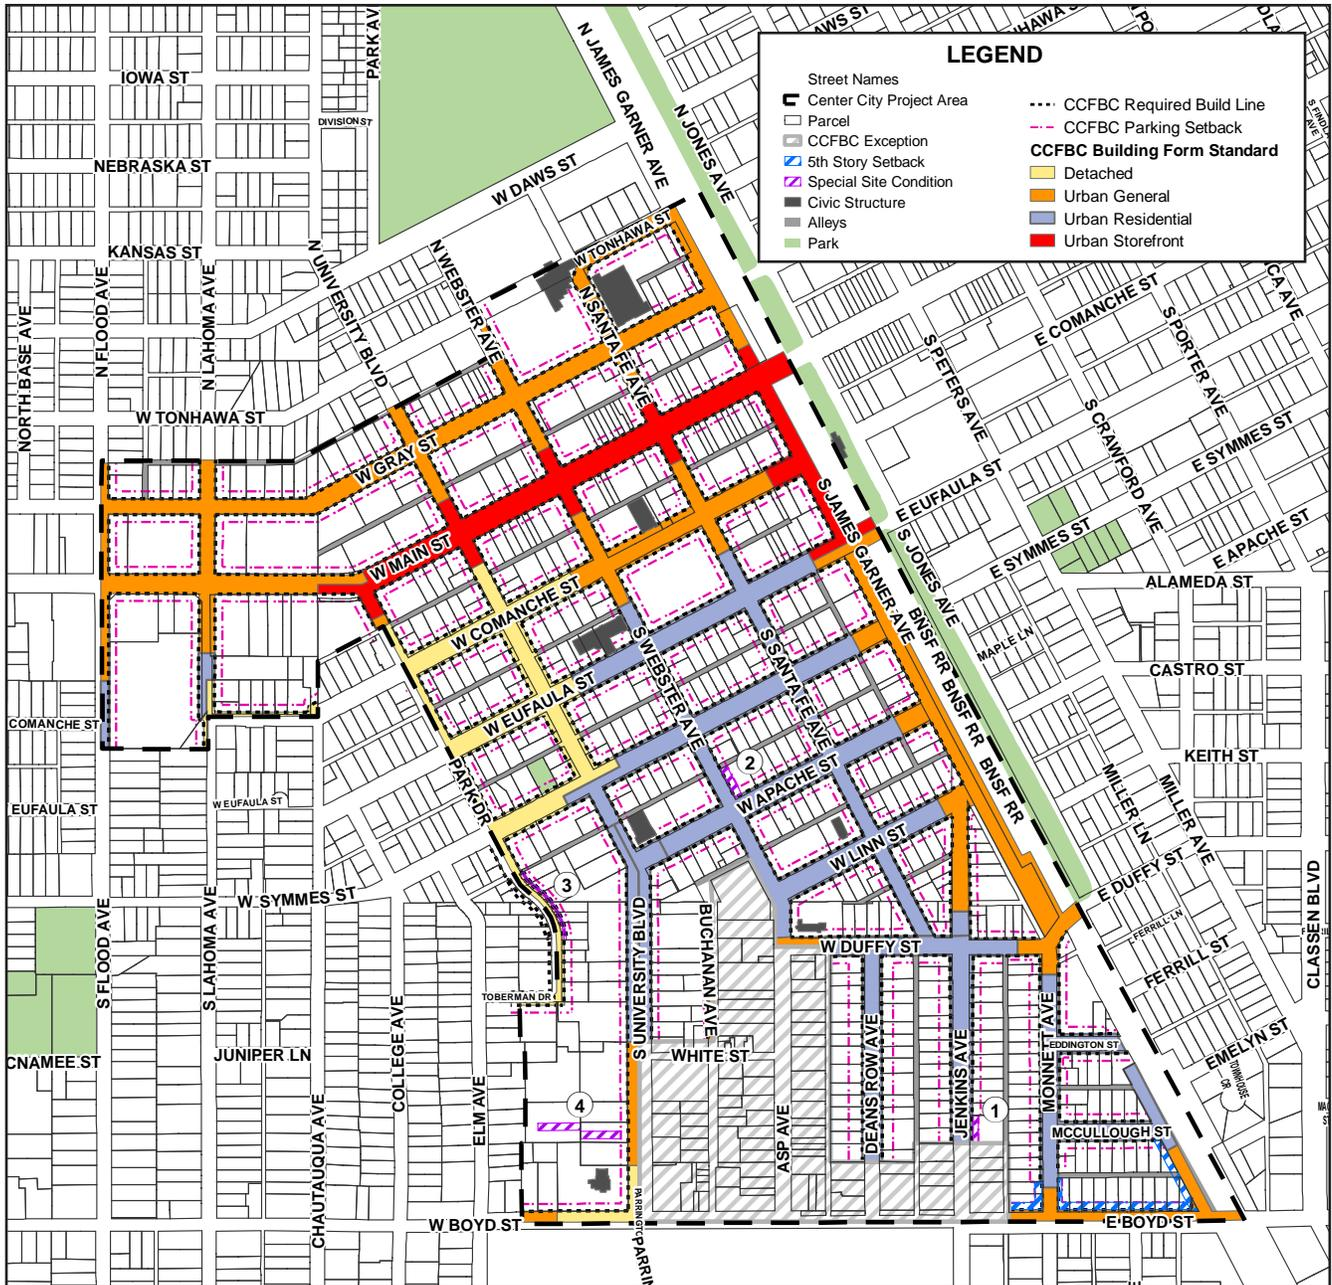 LEGEND
Street Names
Center City Project Area
Parcel
CCFBC Exception
5th Story Setback
Special Site Condition
Civic Structure
Alleys
Park
CCFBC Required Build Line
CCFBC Parking Setback
CCFBC Building Form Standard
Detached
Urban General
Urban Residential
Urban Storefront
PARK AV
IOWA ST
DIVISION ST
NEBRASKA ST
KANSAS ST
N JAMES GARNER AVE
N JONES AVE
W DAWS ST
W TONHAWA ST
N UNIVERSITY BLVD
N WEBSTER AVE
N SANTA FE AVE
N FLOOD AVE
N LAHOMA AVE
NORTH BASE AVE
W TONHAWA ST
W GRAY ST
W MAIN ST
W COMANCHE ST
W EUFAULA ST
S JAMES GARNER AVE
S JONES AVE
BNSF RR
BNSF RR
BNSF RR
S PETERS AVE
E COMANCHE ST
S PORTER AVE
S CRAWFORD AVE
E SYMMES ST
E EUFAULA ST
E SYMMES ST
E APACHE ST
ALAMEDA ST
MAPLE LN
CASTRO ST
KEITH ST
MILLER LN
MILLER AVE
COMANCHE ST
EUFAULA ST
W EUFAULA ST
PARK DR
S WEBSTER AVE
S SANTA FE AVE
2
W APACHE ST
W LINN ST
3
W SYMMES ST
S FLOOD AVE
S LAHOMA AVE
S UNIVERSITY BLVD
BUCHANAN AVE
W DUFFY ST
E DUFFY ST
FERRILL LN
FERRILL ST
CLASSEN BLVD
TOBERMAN DR
CNAMEE ST
JUNIPER LN
COLLEGE AVE
CHAUTAUQUA AVE
ELM AVE
WHITE ST
4
ASP AVE
DEANS ROW AVE
JENKINS AVE
1
MONNETT AVE
EDDINGTON ST
EMELYN ST
TOWNHOUSE CR
MCCULLOUGH ST
W BOYD ST
E BOYD ST